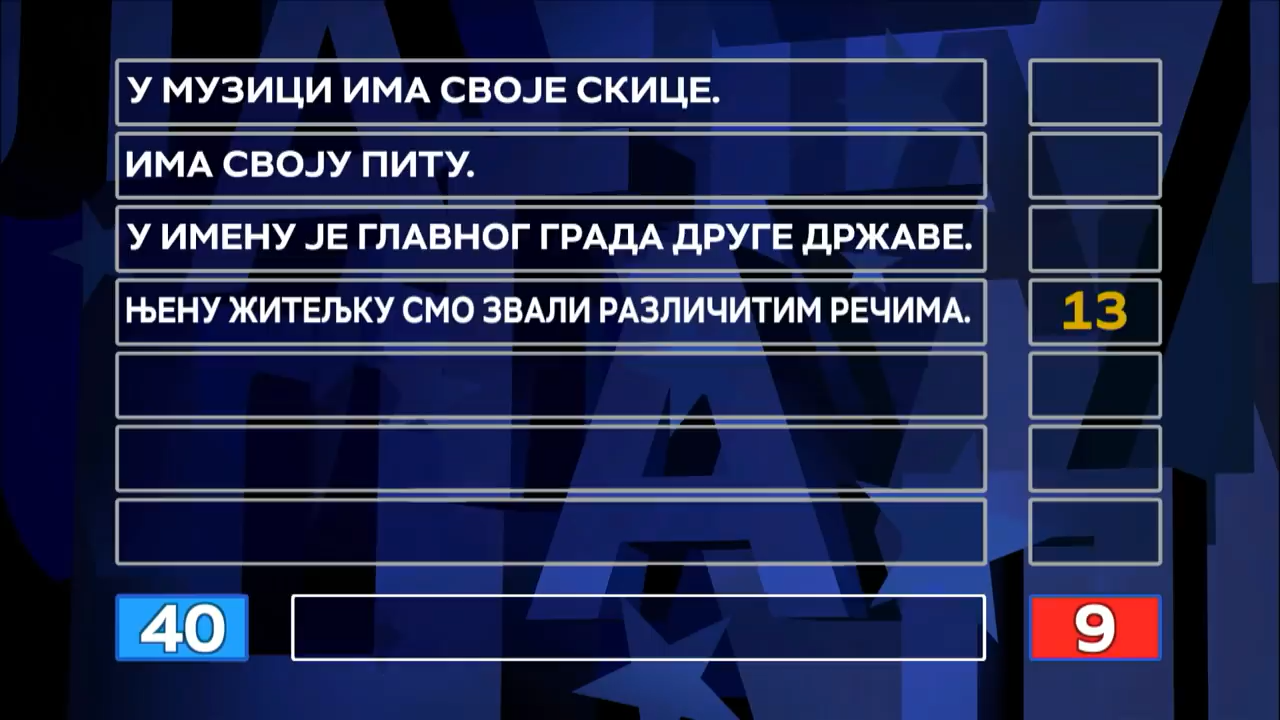 У МУЗИЦИ ИМА СВОЈЕ СКИЦЕ.
ИМА СВОЈУ ПИТУ.
У ИМЕНУ ЈЕ ГЛАВНОГ ГРАДА ДРУГЕ ДРЖАВЕ.
ЊЕНУ ЖИТЕЉКУ СМО ЗВАЛИ РАЗЛИЧИТИМ РЕЧИМА. 13
40 9